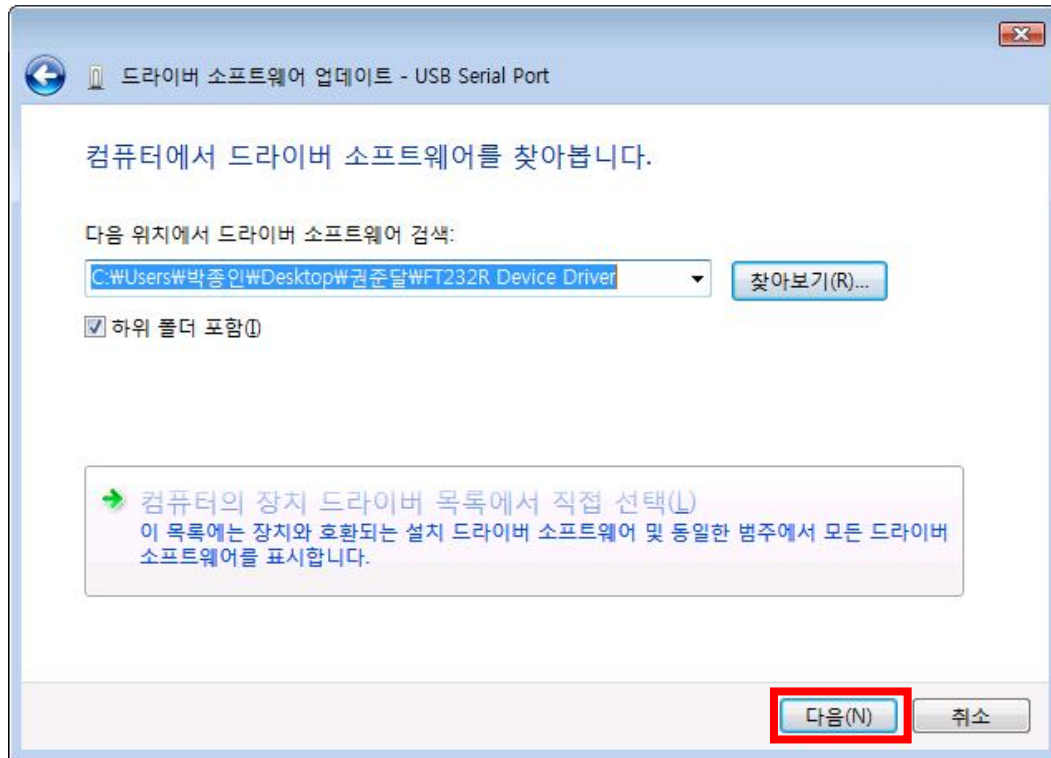 드라이버 소프트웨어 업데이트 - USB Serial Port
컴퓨터에서 드라이버 소프트웨어를 찾아봅니다.
다음 위치에서 드라이버 소프트웨어 검색:
C:₩Users₩박종인₩Desktop₩권준달₩FT232R Device Driver
찾아보기(R)...
하위 폴더 포함(I)
컴퓨터의 장치 드라이버 목록에서 직접 선택(L)
이 목록에는 장치와 호환되는 설치 드라이버 소프트웨어 및 동일한 범주에서 모든 드라이버
소프트웨어를 표시합니다.
다음(N)
취소